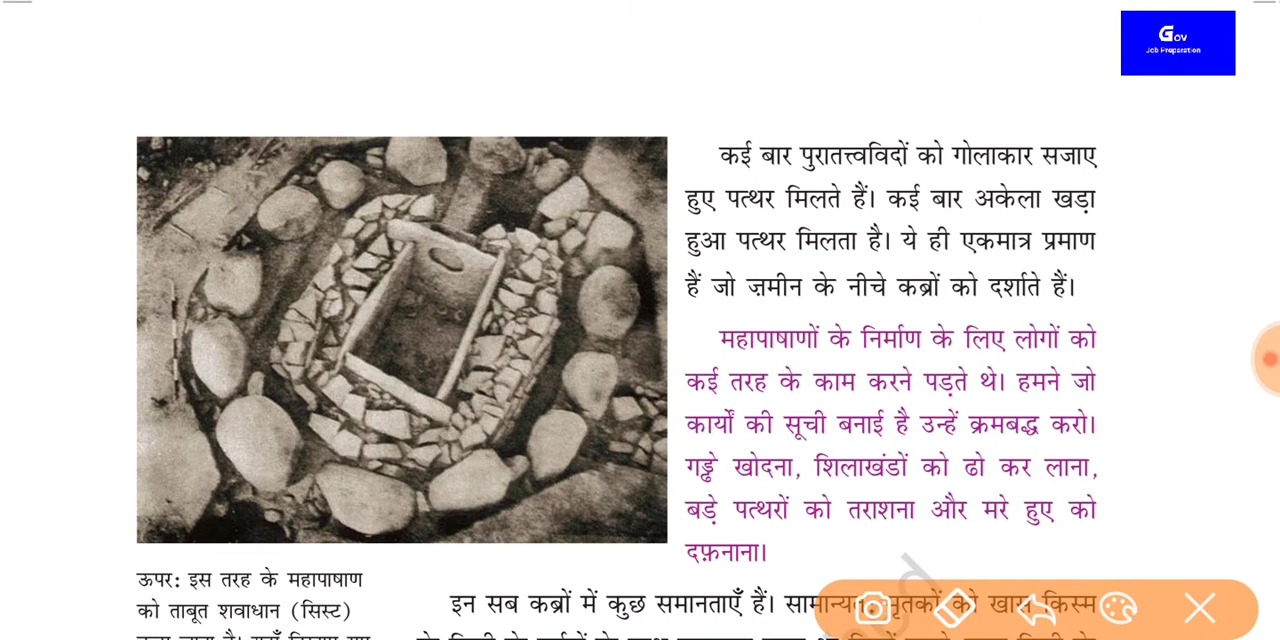 Gov
Job Preparation
कई बार पुरातत्त्वविदों को गोलाकार सजाए
हुए पत्थर मिलते हैं। कई बार अकेला खड़ा
हुआ पत्थर मिलता है। ये ही एकमात्र प्रमाण
हैं जो ज़मीन के नीचे कब्रों को दर्शाते हैं।
महापाषाणों के निर्माण के लिए लोगों को
कई तरह के काम करने पड़ते थे। हमने जो
कार्यों की सूची बनाई है उन्हें क्रमबद्ध करो।
गड्ढे खोदना, शिलाखंडों को ढो कर लाना,
बड़े पत्थरों को तराशना और मरे हुए को
दफ़नाना।
ऊपर: इस तरह के महापाषाण
को ताबूत शवाधान (सिस्ट)
इन सब कब्रों में कुछ समानताएँ हैं। सामान्यत: मृतकों को खास किस्म